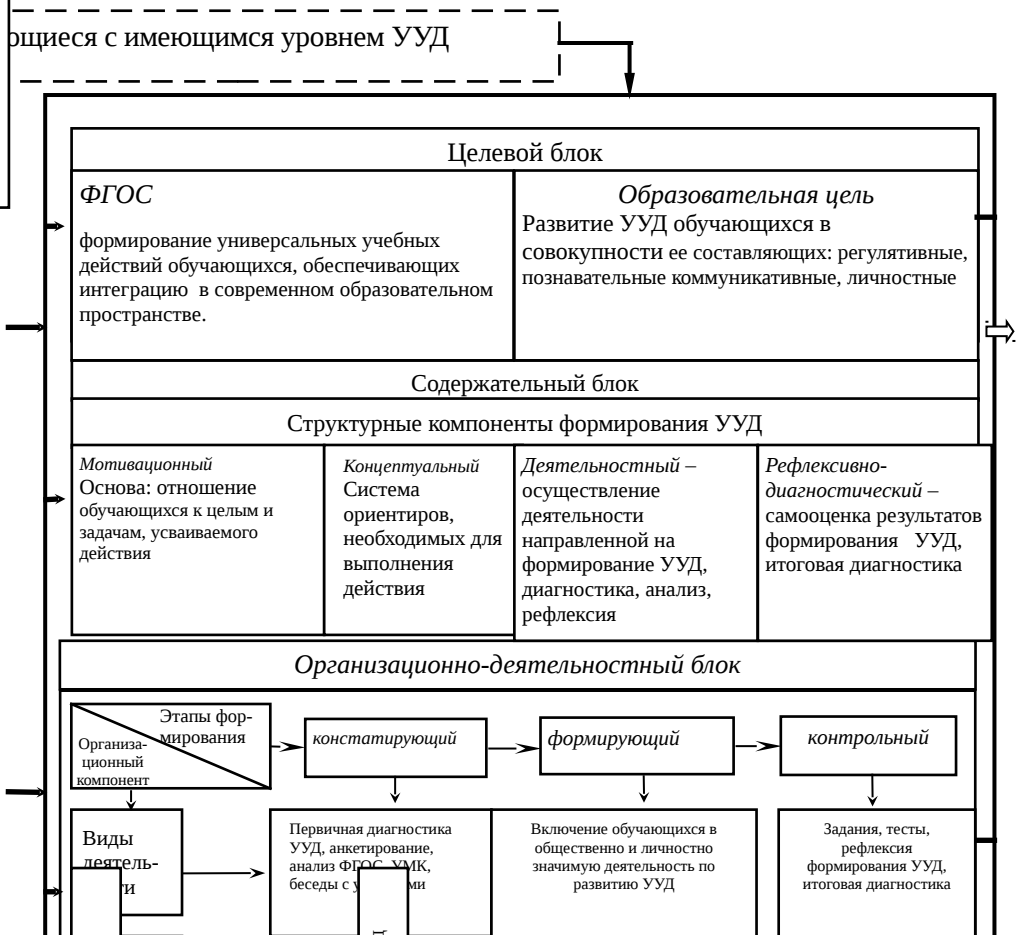 ющиеся с имеющимся уровнем УУД
Целевой блок
ФГОС
формирование универсальных учебных
действий обучающихся, обеспечивающих
интеграцию в современном образовательном
пространстве.
Образовательная цель
Развитие УУД обучающихся в
совокупности ее составляющих: регулятивные,
познавательные коммуникативные, личностные
Содержательный блок
Структурные компоненты формирования УУД
Мотивационный
Основа: отношение
обучающихся к целым и
задачам, усваиваемого
действия
Концептуальный
Система
ориентиров,
необходимых для
выполнения
действия
Деятельностный –
осуществление
деятельности
направленной на
формирование УУД,
диагностика, анализ,
рефлексия
Рефлексивно-
диагностический –
самооценка результатов
формирования УУД,
итоговая диагностика
Организационно-деятельностный блок
Этапы фор-
мирования
Организа-
ционный
компонент
констатирующий
формирующий
контрольный
Виды
деятель-
ти
Первичная диагностика
УУД, анкетирование,
анализ ФГОС, УМК,
беседы с у ми
Включение обучающихся в
общественно и личностно
значимую деятельность по
развитию УУД
Задания, тесты,
рефлексия
формирования УУД,
итоговая диагностика